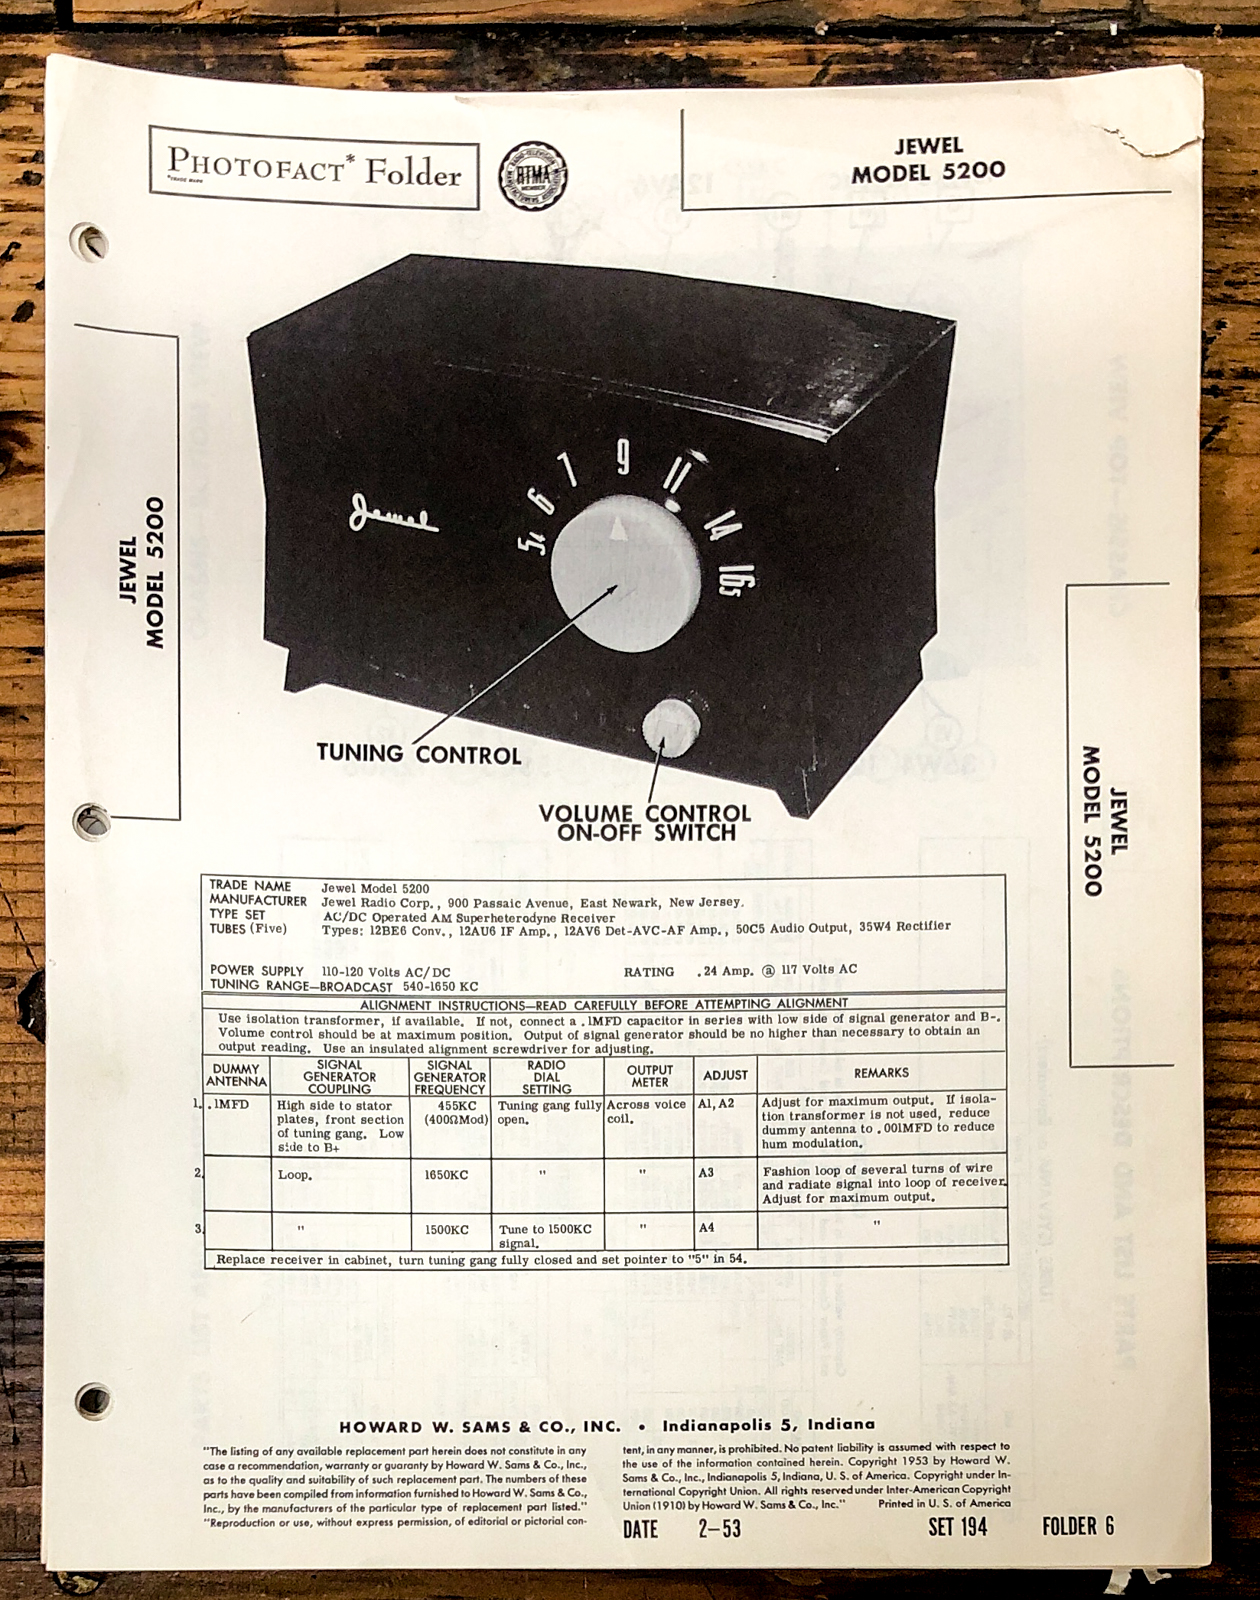 PHOTOFACT* Folder
*TRADE MARK
RADIO-TELEVISION
RTMA
MEMBER
MANUFACTURERS
JEWEL
MODEL 5200
JEWEL
MODEL 5200
JEWEL
MODEL 5200
Jewel
54 6 7 9 11 14 165
TUNING CONTROL
VOLUME CONTROL
ON-OFF SWITCH
TRADE NAME Jewel Model 5200
MANUFACTURER Jewel Radio Corp., 900 Passaic Avenue, East Newark, New Jersey.
TYPE SET AC/DC Operated AM Superheterodyne Receiver
TUBES (Five) Types: 12BE6 Conv., 12AU6 IF Amp., 12AV6 Det-AVC-AF Amp., 50C5 Audio Output, 35W4 Rectifier
POWER SUPPLY 110-120 Volts AC/DC RATING .24 Amp. @ 117 Volts AC
TUNING RANGE—BROADCAST 540-1650 KC
ALIGNMENT INSTRUCTIONS—READ CAREFULLY BEFORE ATTEMPTING ALIGNMENT
Use isolation transformer, if available. If not, connect a .1MFD capacitor in series with low side of signal generator and B-.
Volume control should be at maximum position. Output of signal generator should be no higher than necessary to obtain an
output reading. Use an insulated alignment screwdriver for adjusting.
DUMMY
ANTENNA
SIGNAL
GENERATOR
COUPLING
SIGNAL
GENERATOR
FREQUENCY
RADIO
DIAL
SETTING
OUTPUT
METER
ADJUST
REMARKS
1. .1MFD
High side to stator
plates, front section
of tuning gang. Low
side to B+
455KC
(400ΩMod)
Tuning gang fully
open.
Across voice
coil.
A1, A2
Adjust for maximum output. If isola-
tion transformer is not used, reduce
dummy antenna to .001MFD to reduce
hum modulation.
2.
Loop.
1650KC
"
"
A3
Fashion loop of several turns of wire
and radiate signal into loop of receiver.
Adjust for maximum output.
3.
"
1500KC
Tune to 1500KC
signal.
"
A4
"
Replace receiver in cabinet, turn tuning gang fully closed and set pointer to "5" in 54.
HOWARD W. SAMS & CO., INC. • Indianapolis 5, Indiana
"The listing of any available replacement part herein does not constitute in any
case a recommendation, warranty or guaranty by Howard W. Sams & Co., Inc.,
as to the quality and suitability of such replacement part. The numbers of these
parts have been compiled from information furnished to Howard W. Sams & Co.,
Inc., by the manufacturers of the particular type of replacement part listed."
"Reproduction or use, without express permission, of editorial or pictorial con-
tent, in any manner, is prohibited. No patent liability is assumed with respect to
the use of the information contained herein. Copyright 1953 by Howard W.
Sams & Co., Inc., Indianapolis 5, Indiana, U. S. of America. Copyright under In-
ternational Copyright Union. All rights reserved under Inter-American Copyright
Union (1910) by Howard W. Sams & Co., Inc." Printed in U. S. of America
DATE 2-53 SET 194 FOLDER 6